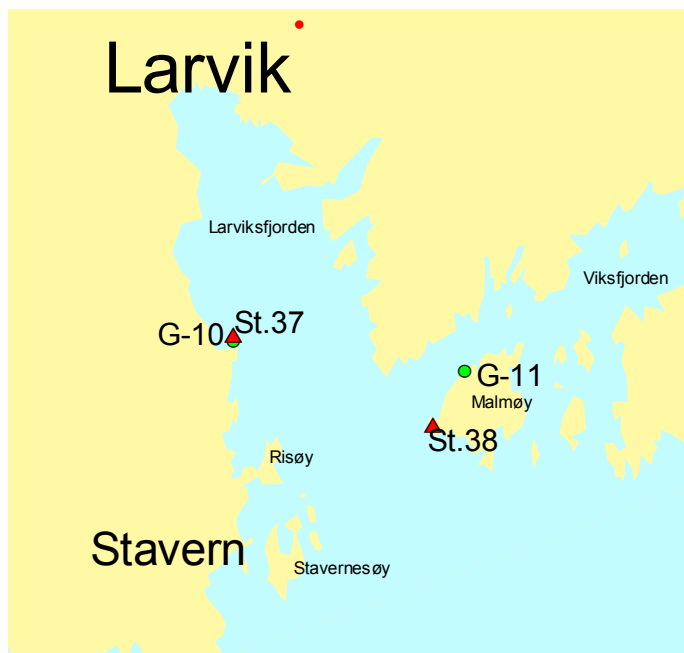 Larvik
Larviksfjorden
Viksfjorden
St.37
G-10
G-11
Malmøy
St.38
Risøy
Stavern
Stavernesøy